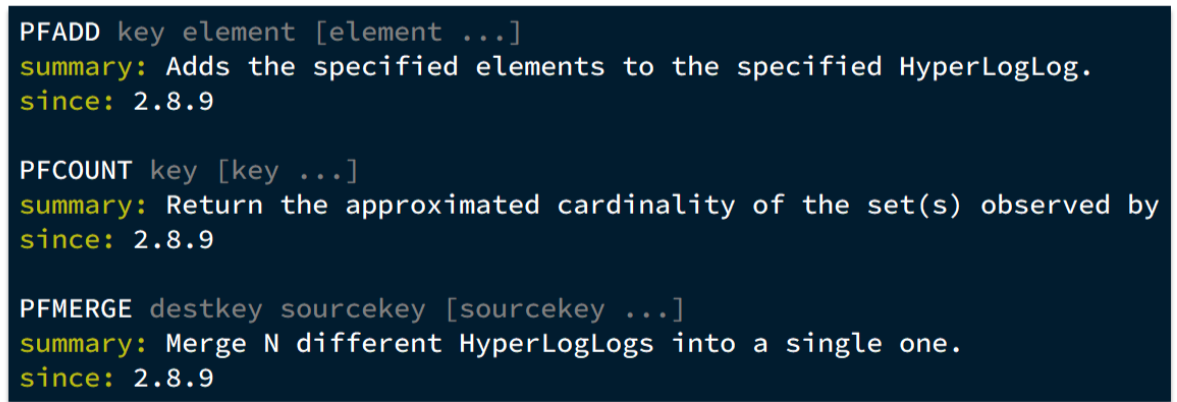 PFADD key element [element ...]
summary: Adds the specified elements to the specified HyperLogLog.
since: 2.8.9
PFCOUNT key [key ...]
summary: Return the approximated cardinality of the set(s) observed by
since: 2.8.9
PFMERGE destkey sourcekey [sourcekey ...]
summary: Merge N different HyperLogLogs into a single one.
since: 2.8.9